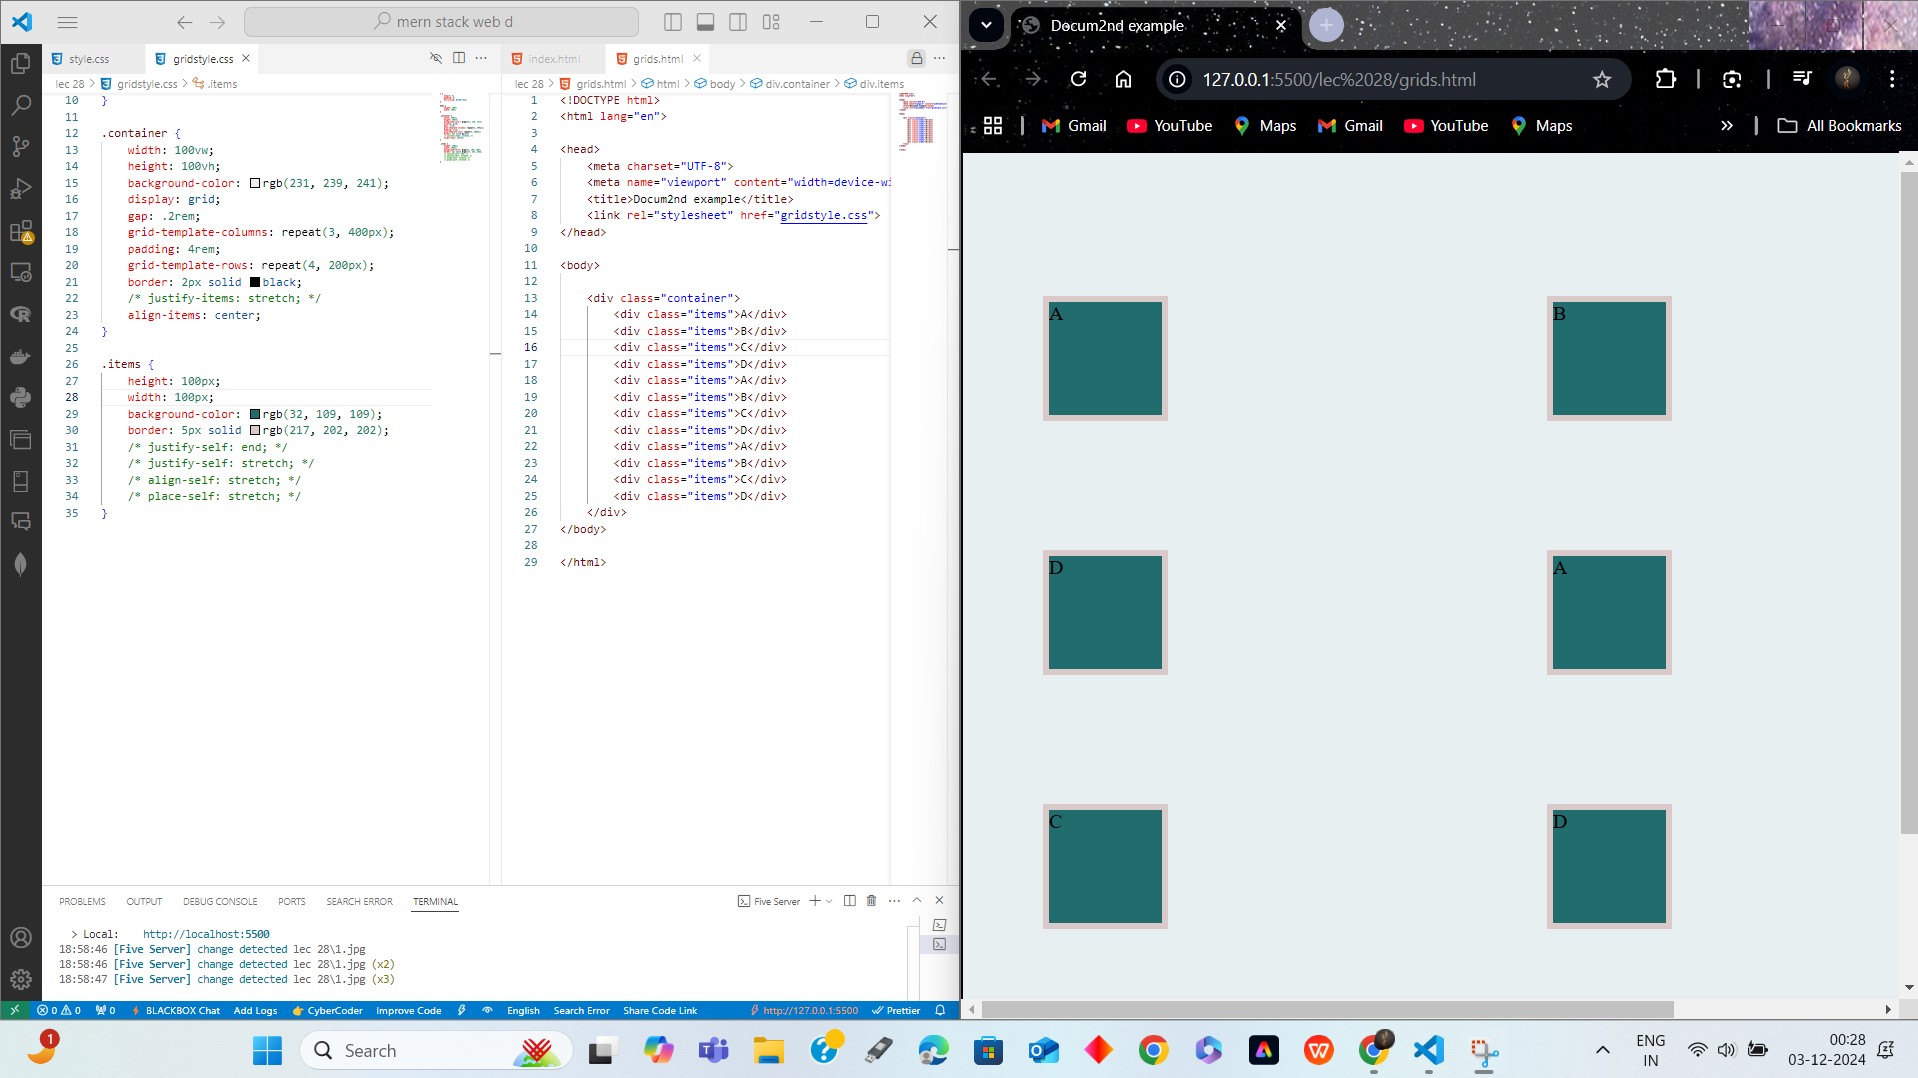 mern stack web d
style.css
gridstyle.css
lec 28 > gridstyle.css > .items
10 }
11
12 .container {
13 width: 100vw;
14 height: 100vh;
15 background-color: rgb(231, 239, 241);
16 display: grid;
17 gap: .2rem;
18 grid-template-columns: repeat(3, 400px);
19 padding: 4rem;
20 grid-template-rows: repeat(4, 200px);
21 border: 2px solid black;
22 /* justify-items: stretch; */
23 align-items: center;
24 }
25
26 .items {
27 height: 100px;
28 width: 100px;
29 background-color: rgb(32, 109, 109);
30 border: 5px solid rgb(217, 202, 202);
31 /* justify-self: end; */
32 /* justify-self: stretch; */
33 /* align-self: stretch; */
34 /* place-self: stretch; */
35 }
index.html
grids.html
lec 28 > grids.html > html > body > div.container > div.items
1 <!DOCTYPE html>
2 <html lang="en">
3
4 <head>
5 <meta charset="UTF-8">
6 <meta name="viewport" content="width=device-wi
7 <title>Docum2nd example</title>
8 <link rel="stylesheet" href="gridstyle.css">
9 </head>
10
11 <body>
12
13 <div class="container">
14 <div class="items">A</div>
15 <div class="items">B</div>
16 <div class="items">C</div>
17 <div class="items">D</div>
18 <div class="items">A</div>
19 <div class="items">B</div>
20 <div class="items">C</div>
21 <div class="items">D</div>
22 <div class="items">A</div>
23 <div class="items">B</div>
24 <div class="items">C</div>
25 <div class="items">D</div>
26 </div>
27 </body>
28
29 </html>
PROBLEMS OUTPUT DEBUG CONSOLE PORTS SEARCH ERROR TERMINAL
Five Server
> Local: http://localhost:5500
18:58:46 [Five Server] change detected lec 28\1.jpg
18:58:46 [Five Server] change detected lec 28\1.jpg (x2)
18:58:47 [Five Server] change detected lec 28\1.jpg (x3)
0 0 0 BLACKBOX Chat Add Logs CyberCoder Improve Code English Search Error Share Code Link http://127.0.0.1:5500 Prettier
Docum2nd example
127.0.0.1:5500/lec%2028/grids.html
Gmail YouTube Maps Gmail YouTube Maps » All Bookmarks
A
B
D
A
C
D
1
Search
ENG
IN
00:28
03-12-2024